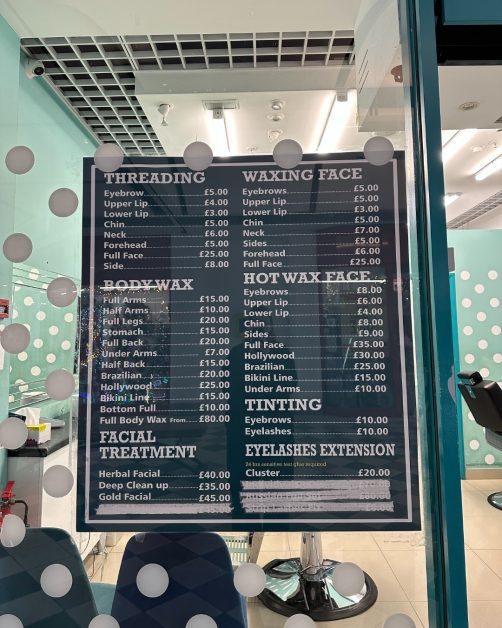 THREADING
Eyebrow £5.00
Upper Lip £4.00
Lower Lip £3.00
Chin £5.00
Neck £6.00
Forehead £5.00
Full Face £25.00
Side £8.00
BODY WAX
Full Arms £15.00
Half Arms £10.00
Full Legs £20.00
Stomach £15.00
Full Back £20.00
Under Arms £7.00
Half Back £15.00
Brazilian £20.00
Hollywood £25.00
Bikini Line £15.00
Bottom Full £10.00
Full Body Wax From £80.00
FACIAL
TREATMENT
Herbal Facial £40.00
Deep Clean up £35.00
Gold Facial £45.00
WAXING FACE
Eyebrows £5.00
Upper Lip £5.00
Lower Lip £3.00
Chin £5.00
Neck £7.00
Sides £5.00
Forehead £6.00
Full Face £25.00
HOT WAX FACE
Eyebrows £8.00
Upper Lip £6.00
Lower Lip £4.00
Chin £8.00
Sides £9.00
Full Face £35.00
Hollywood £30.00
Brazilian £25.00
Bikini Line £15.00
Under Arms £10.00
TINTING
Eyebrows £10.00
Eyelashes £10.00
EYELASHES EXTENSION
24 hrs sensitive test glue required
Cluster £20.00